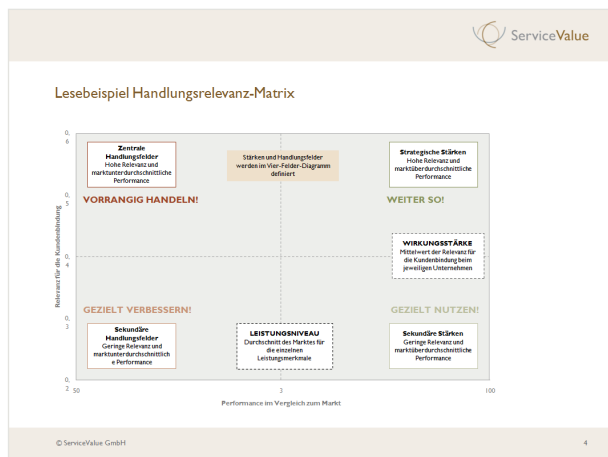 ServiceValue
Lesebeispiel Handlungsrelevanz-Matrix
Relevanz für die Kundenbindung
0,
6
0,
5
0,
4
0,
3
0,
2
Zentrale
Handlungsfelder
Hohe Relevanz und
marktunterdurchschnittliche
Performance
VORRANGIG HANDELN!
Stärken und Handlungsfelder
werden im Vier-Felder-Diagramm
definiert
Strategische Stärken
Hohe Relevanz und
marktüberdurchschnittliche
Performance
WEITER SO!
WIRKUNGSSTÄRKE
Mittelwert der Relevanz für
die Kundenbindung beim
jeweiligen Unternehmen
GEZIELT VERBESSERN!
Sekundäre
Handlungsfelder
Geringe Relevanz und
marktunterdurchschnittlich
e Performance
LEISTUNGSNIVEAU
Durchschnitt des Marktes für
die einzelnen
Leistungsmerkmale
GEZIELT NUTZEN!
Sekundäre Stärken
Geringe Relevanz und
marktüberdurchschnittliche
Performance
50
3
100
Performance im Vergleich zum Markt
© ServiceValue GmbH
4